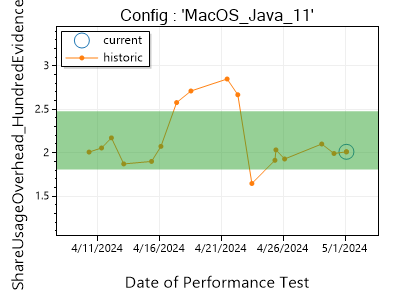 Config : 'MacOS_Java_11'
current
historic
ShareUsageOverhead_HundredEvidence
3
2.5
2
1.5
4/11/2024
4/16/2024
4/21/2024
4/26/2024
5/1/2024
Date of Performance Test